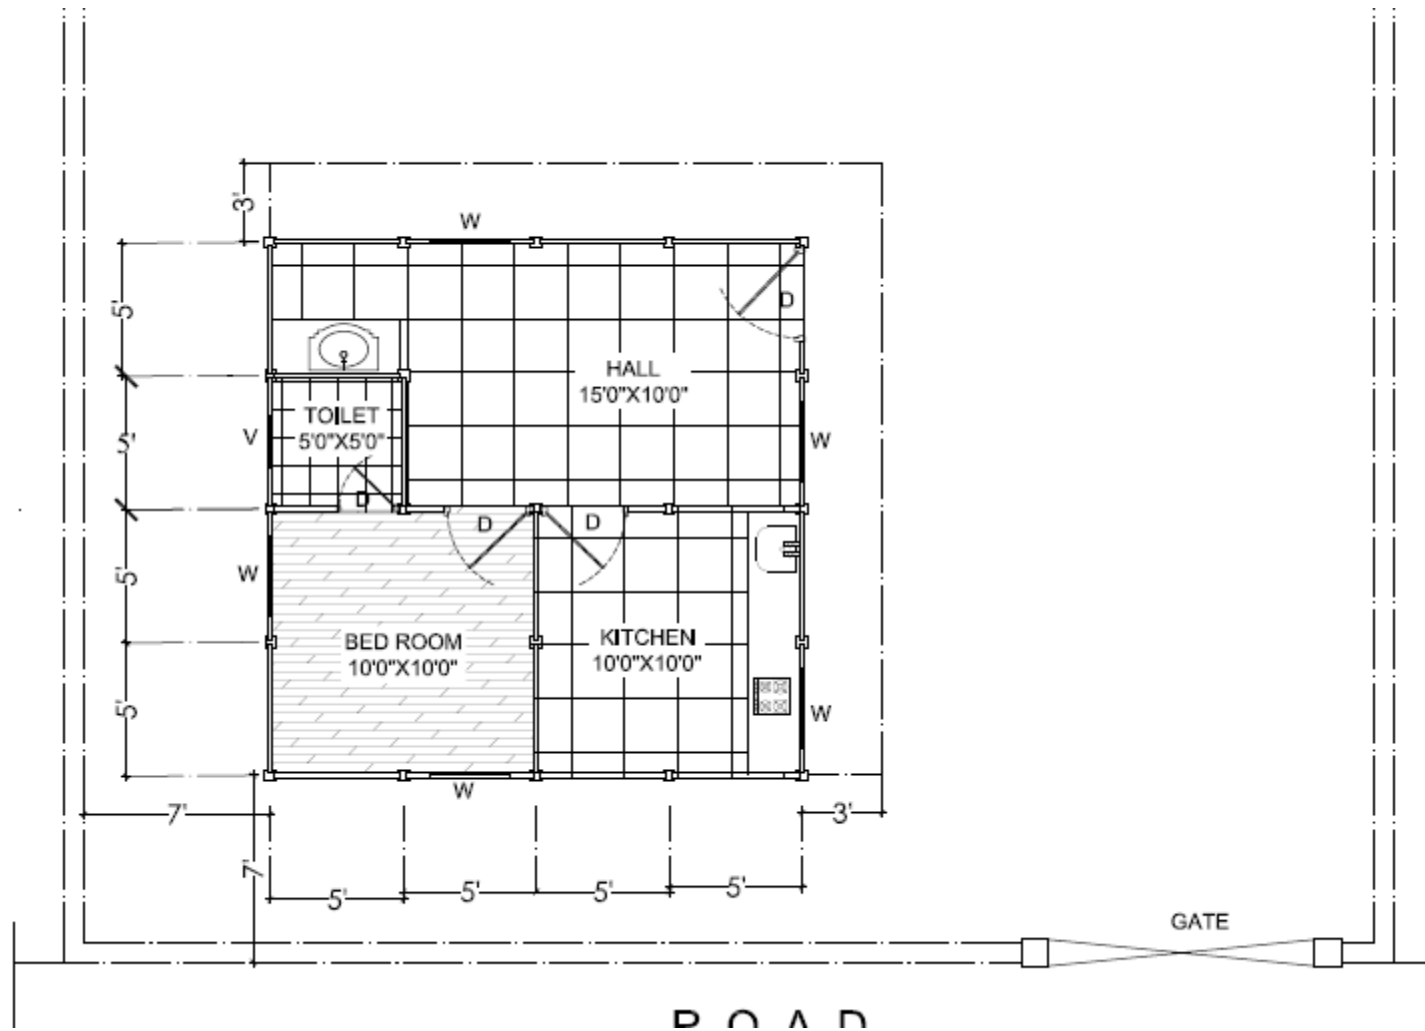 3'
W
5'
D
HALL
15'0"X10'0"
TOILET
5'0"X5'0"
V
5'
W
D
D
D
W
5'
BED ROOM
10'0"X10'0"
KITCHEN
10'0"X10'0"
5'
W
W
7'
3'
7'
5'
5'
5'
5'
GATE
ROAD